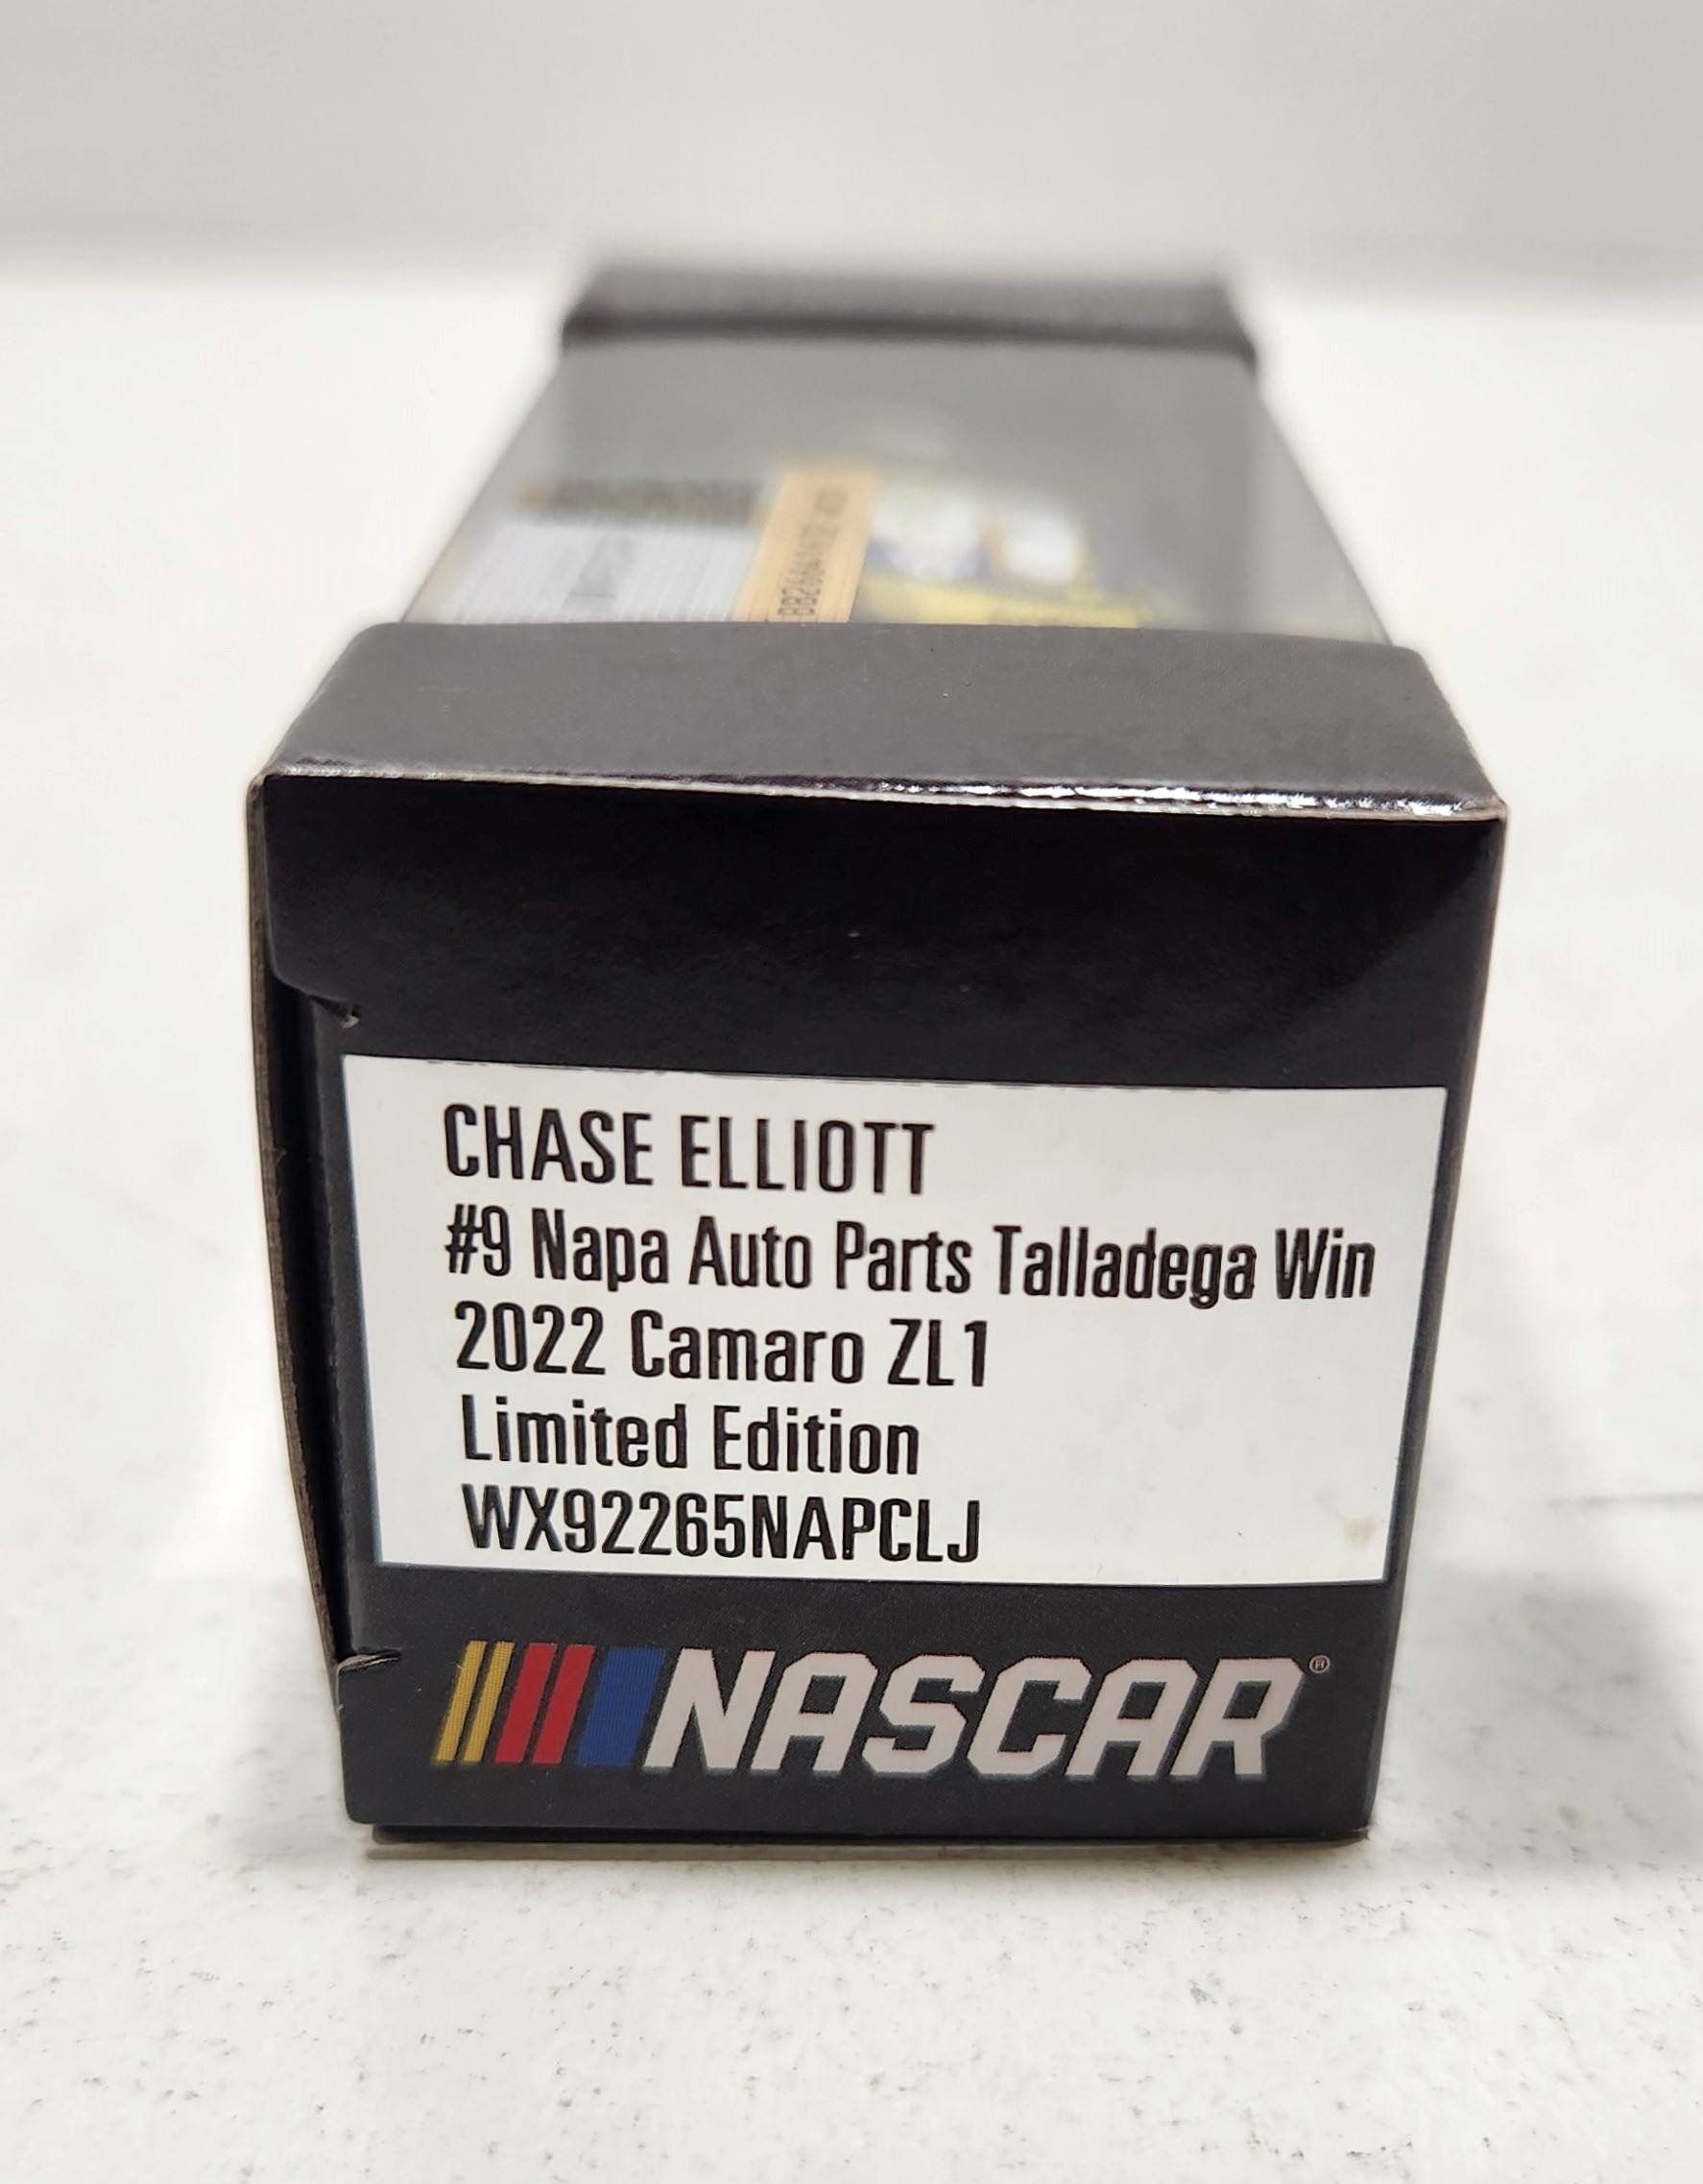 CHASE ELLIOTT
#9 Napa Auto Parts Talladega Win
2022 Camaro ZL1
Limited Edition
WX92265NAPCLJ
NASCAR®